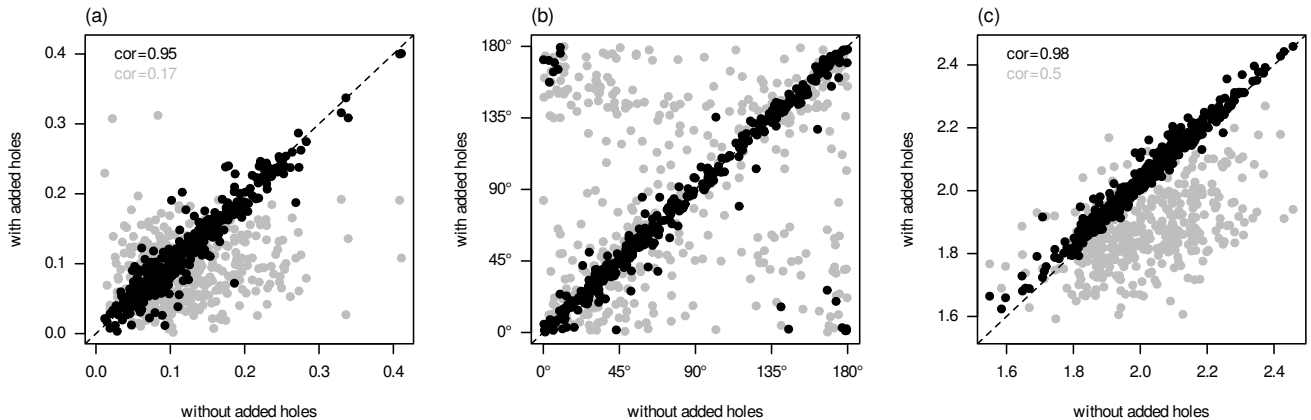 (a)
cor=0.95
cor=0.17
0.4
0.3
0.2
0.1
0.0
with added holes
0.0 0.1 0.2 0.3 0.4
without added holes
(b)
180°
135°
90°
45°
0°
with added holes
0° 45° 90° 135° 180°
without added holes
(c)
cor=0.98
cor=0.5
2.4
2.2
2.0
1.8
1.6
with added holes
1.6 1.8 2.0 2.2 2.4
without added holes